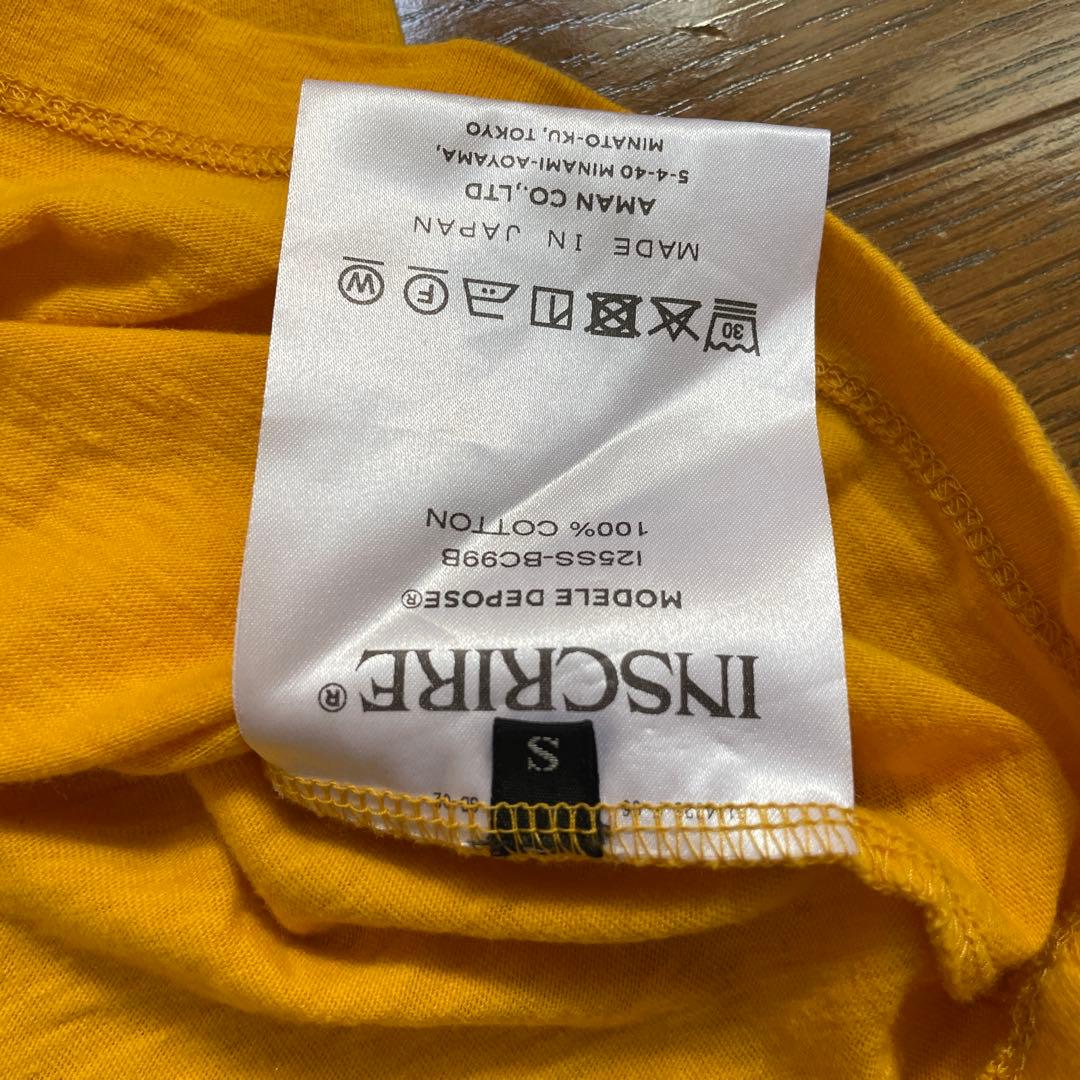 S
INSCRIRE®
MODELE DEPOSE®
I25SS-BC99B
100% COTTON
30
W F
MADE IN JAPAN
AMAN CO.,LTD
5-4-40 MINAMI-AOYAMA,
MINATO-KU, TOKYO